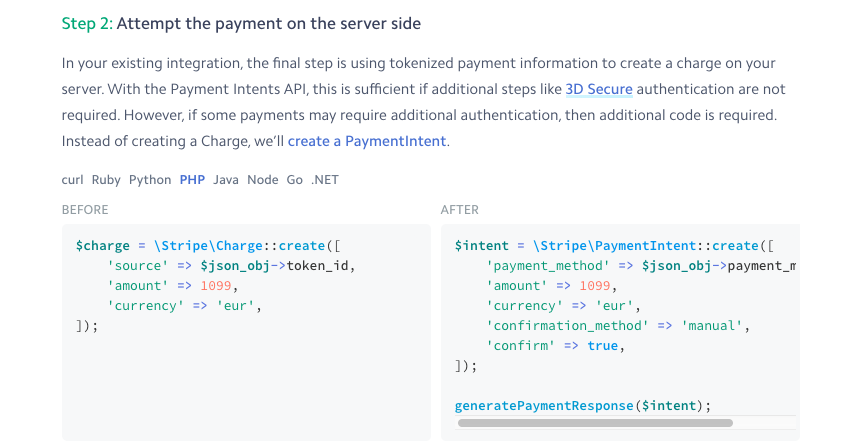 Step 2: Attempt the payment on the server side
In your existing integration, the final step is using tokenized payment information to create a charge on your
server. With the Payment Intents API, this is sufficient if additional steps like 3D Secure authentication are not
required. However, if some payments may require additional authentication, then additional code is required.
Instead of creating a Charge, we’ll create a PaymentIntent.
curl Ruby Python PHP Java Node Go .NET
BEFORE
$charge = \Stripe\Charge::create([
    'source' => $json_obj->token_id,
    'amount' => 1099,
    'currency' => 'eur',
]);
AFTER
$intent = \Stripe\PaymentIntent::create([
    'payment_method' => $json_obj->payment_m
    'amount' => 1099,
    'currency' => 'eur',
    'confirmation_method' => 'manual',
    'confirm' => true,
]);
generatePaymentResponse($intent);